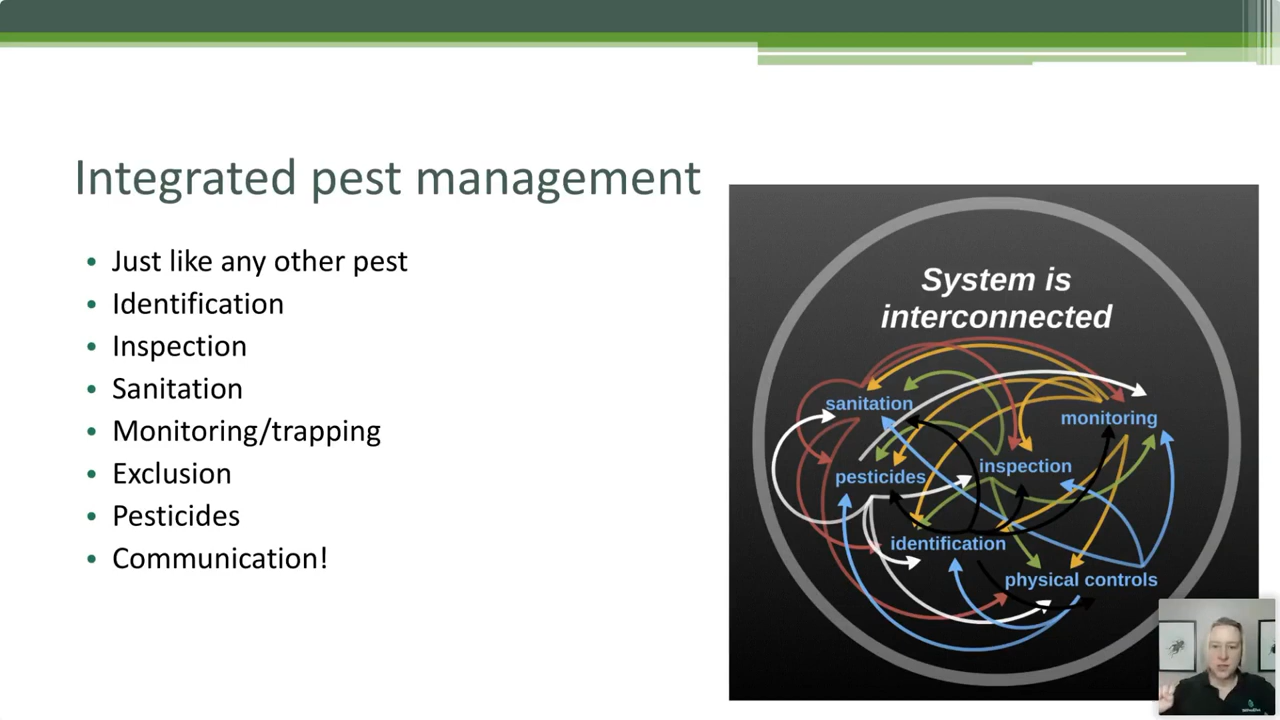 Integrated pest management
Just like any other pest
Identification
Inspection
Sanitation
Monitoring/trapping
Exclusion
Pesticides
Communication!
System is
interconnected
sanitation
monitoring
inspection
pesticides
identification
physical controls